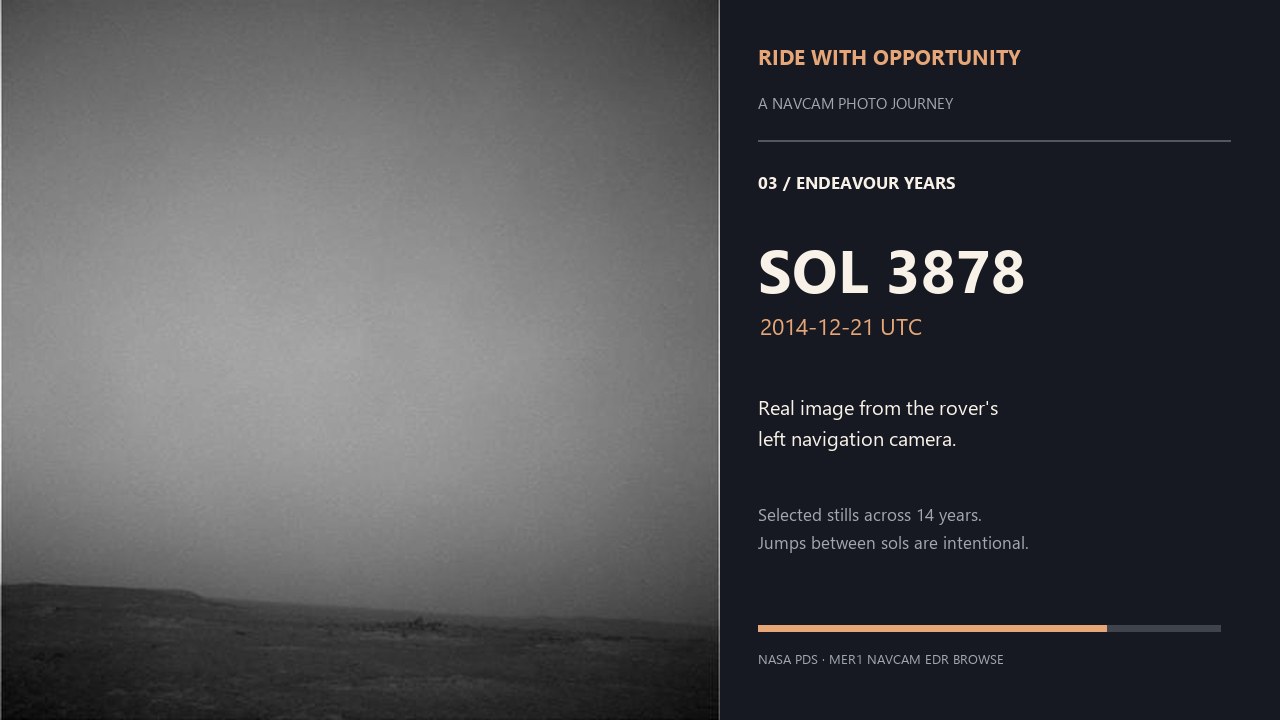 RIDE WITH OPPORTUNITY
A NAVCAM PHOTO JOURNEY
03 / ENDEAVOUR YEARS
SOL 3878
2014-12-21 UTC
Real image from the rover's
left navigation camera.
Selected stills across 14 years.
Jumps between sols are intentional.
NASA PDS · MER1 NAVCAM EDR BROWSE